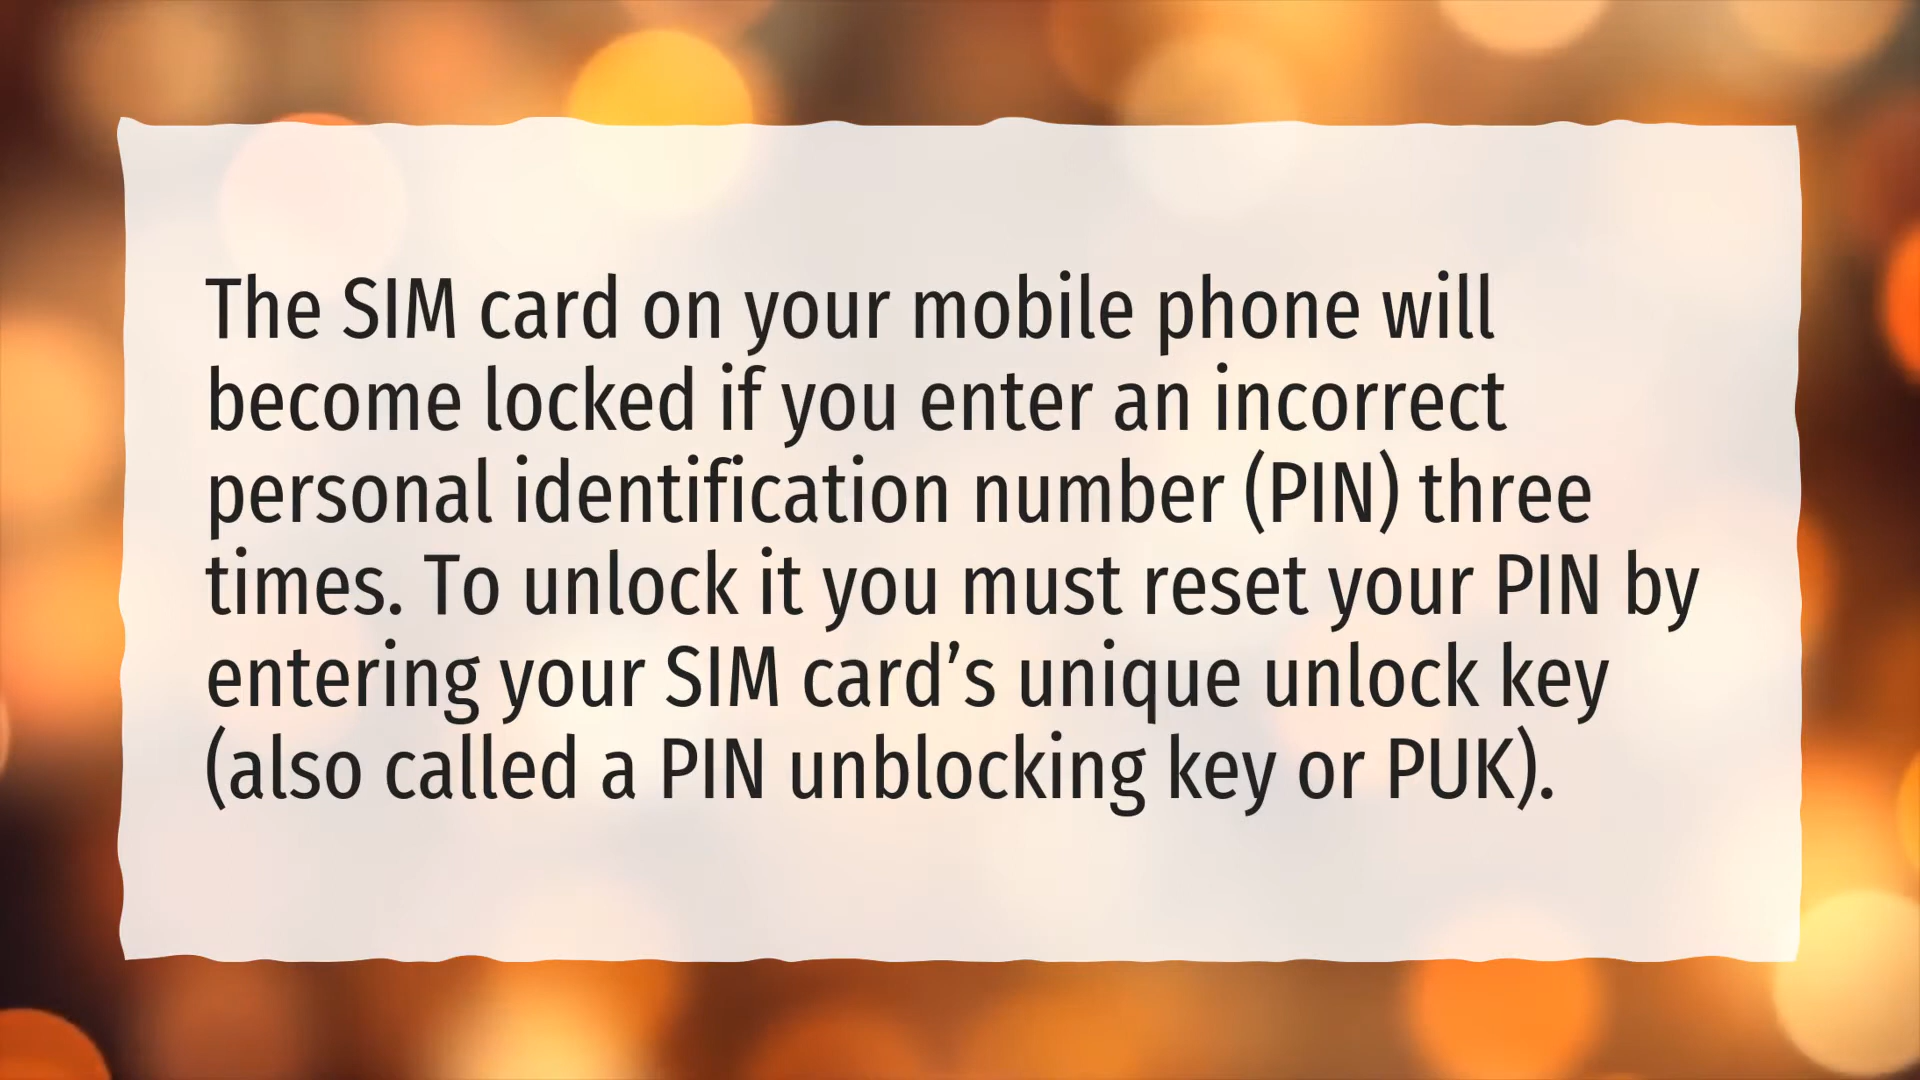 The SIM card on your mobile phone will
become locked if you enter an incorrect
personal identification number (PIN) three
times. To unlock it you must reset your PIN by
entering your SIM card’s unique unlock key
(also called a PIN unblocking key or PUK).